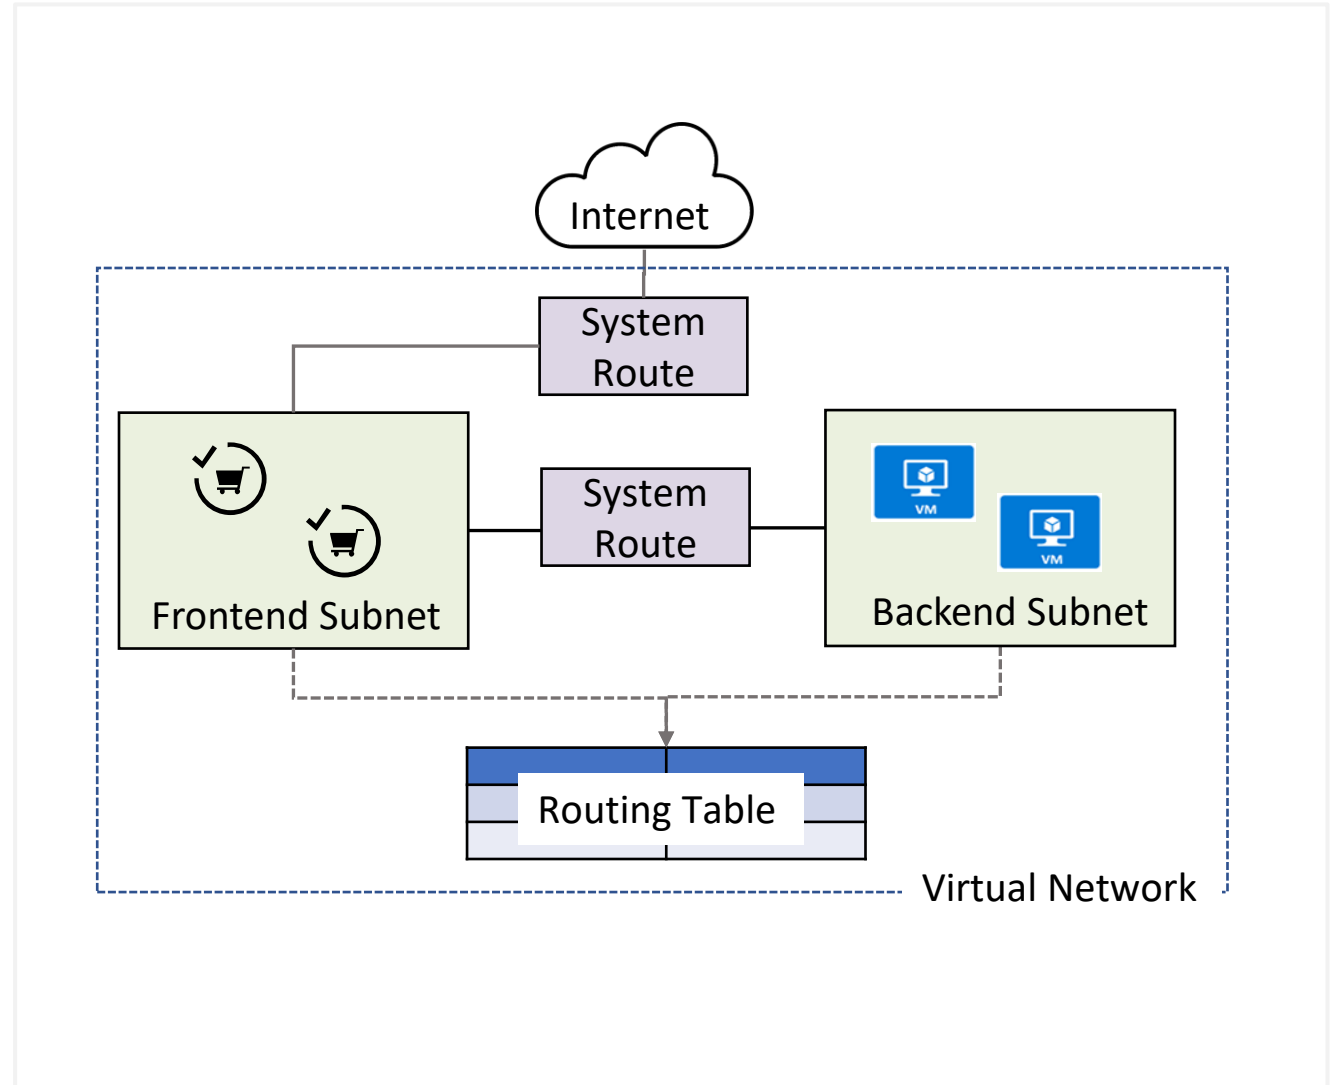 Internet
System
Route
System
Route
VM
VM
Frontend Subnet
Backend Subnet
Routing Table
Virtual Network